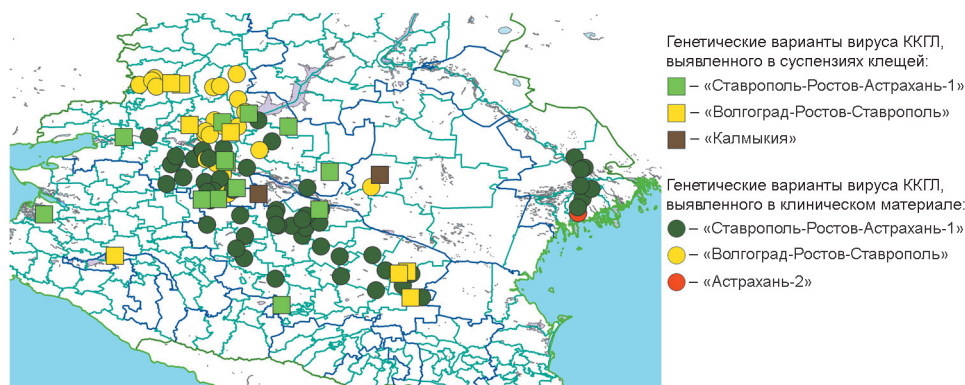 Генетические варианты вируса ККГЛ,
выявленного в суспензиях клещей:
– «Ставрополь-Ростов-Астрахань-1»
– «Волгоград-Ростов-Ставрополь»
– «Калмыкия»
Генетические варианты вируса ККГЛ,
выявленного в клиническом материале:
– «Ставрополь-Ростов-Астрахань-1»
– «Волгоград-Ростов-Ставрополь»
– «Астрахань-2»